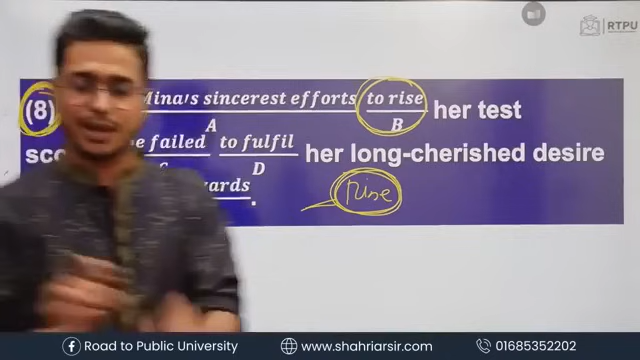 RTPU
(8) Mina's sincerest efforts to rise her test
A B
failed to fulfil her long-cherished desire
D
Rise
Road to Public University www.shahriarsir.com 01685352202